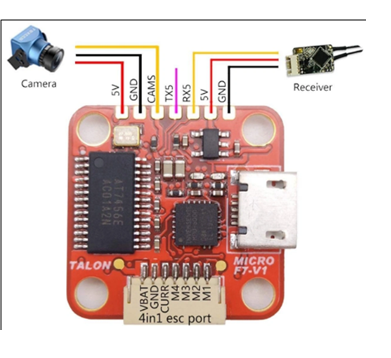 Camera
Receiver
5V
GND
CAMS
TX5
RX5
5V
GND
AT7456E
TALON
MICRO
F7-V1
VBAT
GND
CURR
M4
M3
M2
M1
4in1 esc port